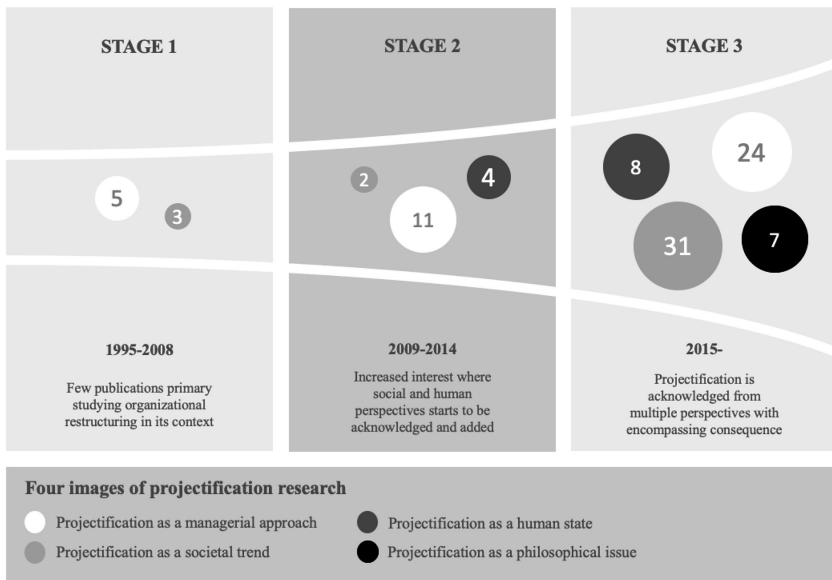 STAGE 1
5
3
1995-2008
Few publications primary
studying organizational
restructuring in its context
STAGE 2
2
4
11
2009-2014
Increased interest where
social and human
perspectives starts to be
acknowledged and added
STAGE 3
24
8
31
7
2015-
Projectification is
acknowledged from
multiple perspectives with
encompassing consequence
Four images of projectification research
Projectification as a managerial approach
Projectification as a societal trend
Projectification as a human state
Projectification as a philosophical issue